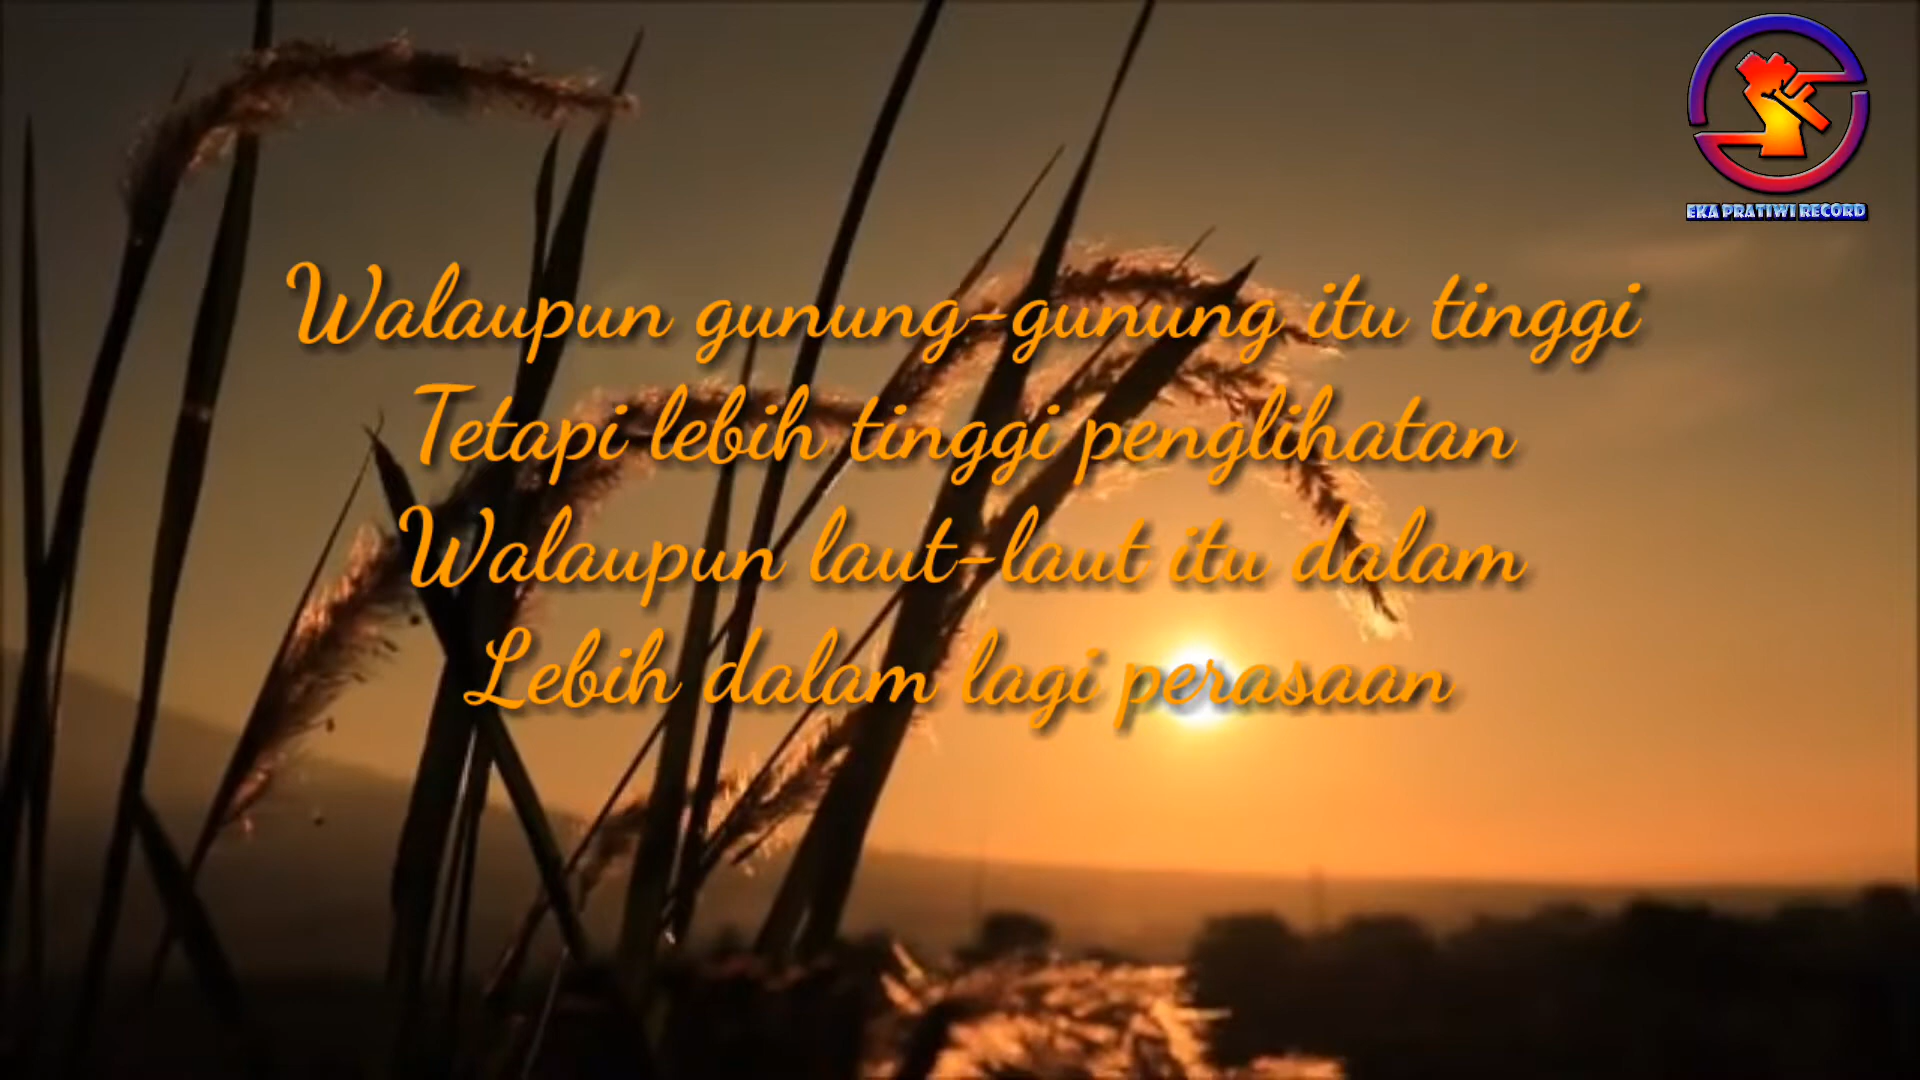 EKA PRATIWI RECORD
Walaupun gunung-gunung itu tinggi
Tetapi lebih tinggi penglihatan
Walaupun laut-laut itu dalam
Lebih dalam lagi perasaan